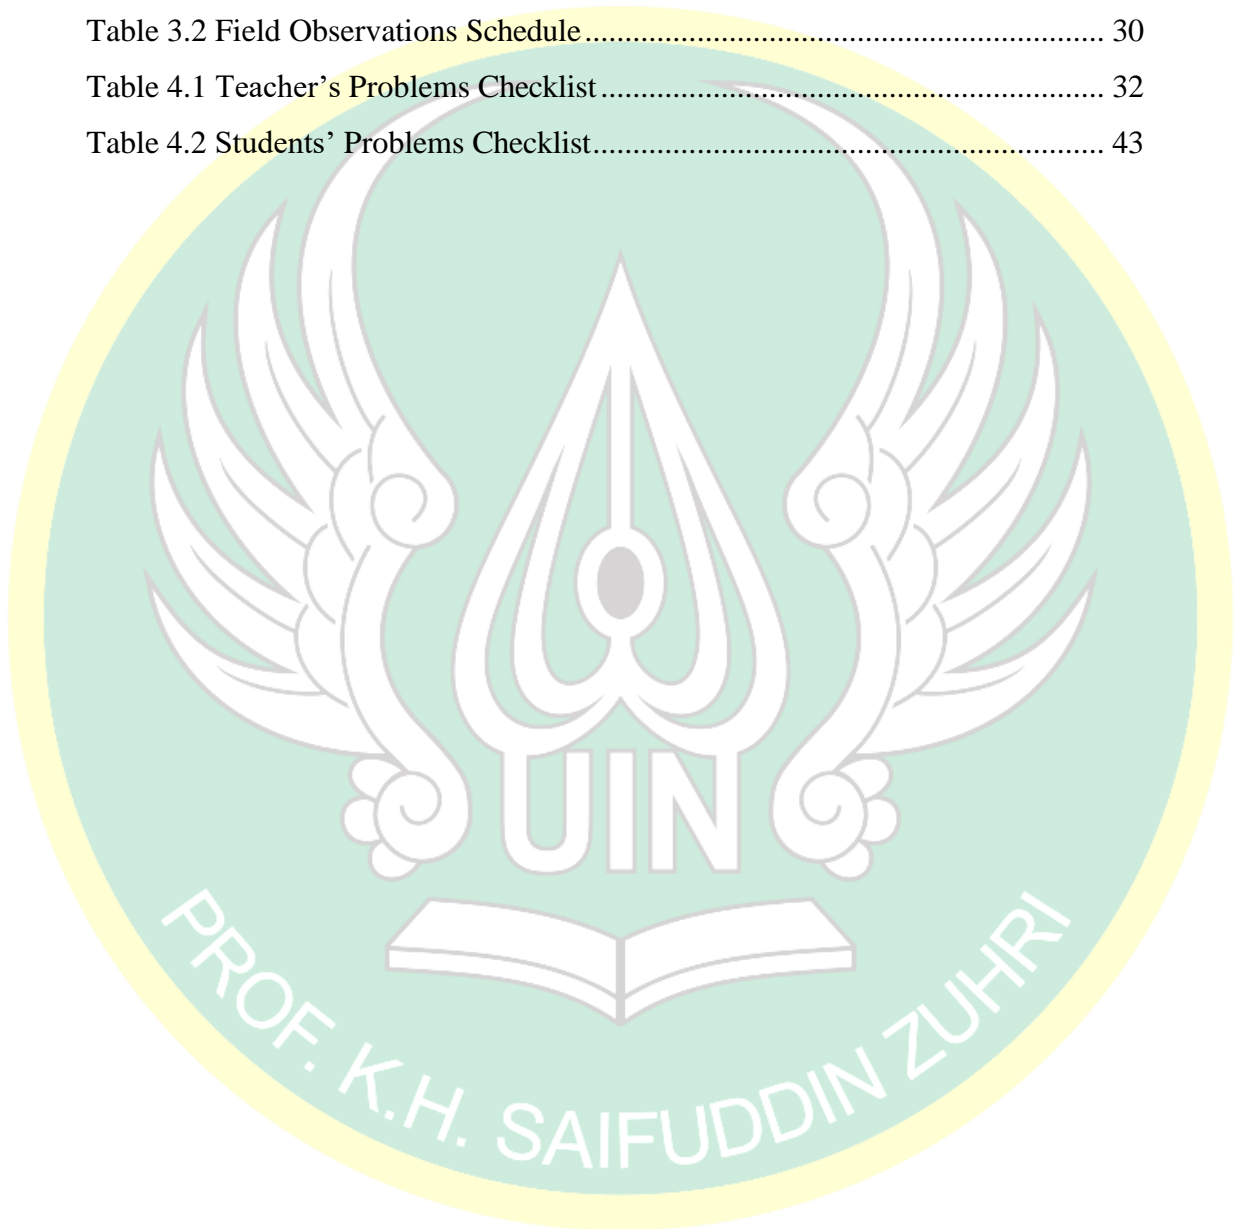 Table 3.2 Field Observations Schedule.................................................................. 30
Table 4.1 Teacher’s Problems Checklist................................................................ 32
Table 4.2 Students’ Problems Checklist................................................................. 43
UIN
PROF. K.H. SAIFUDDIN ZUHRI